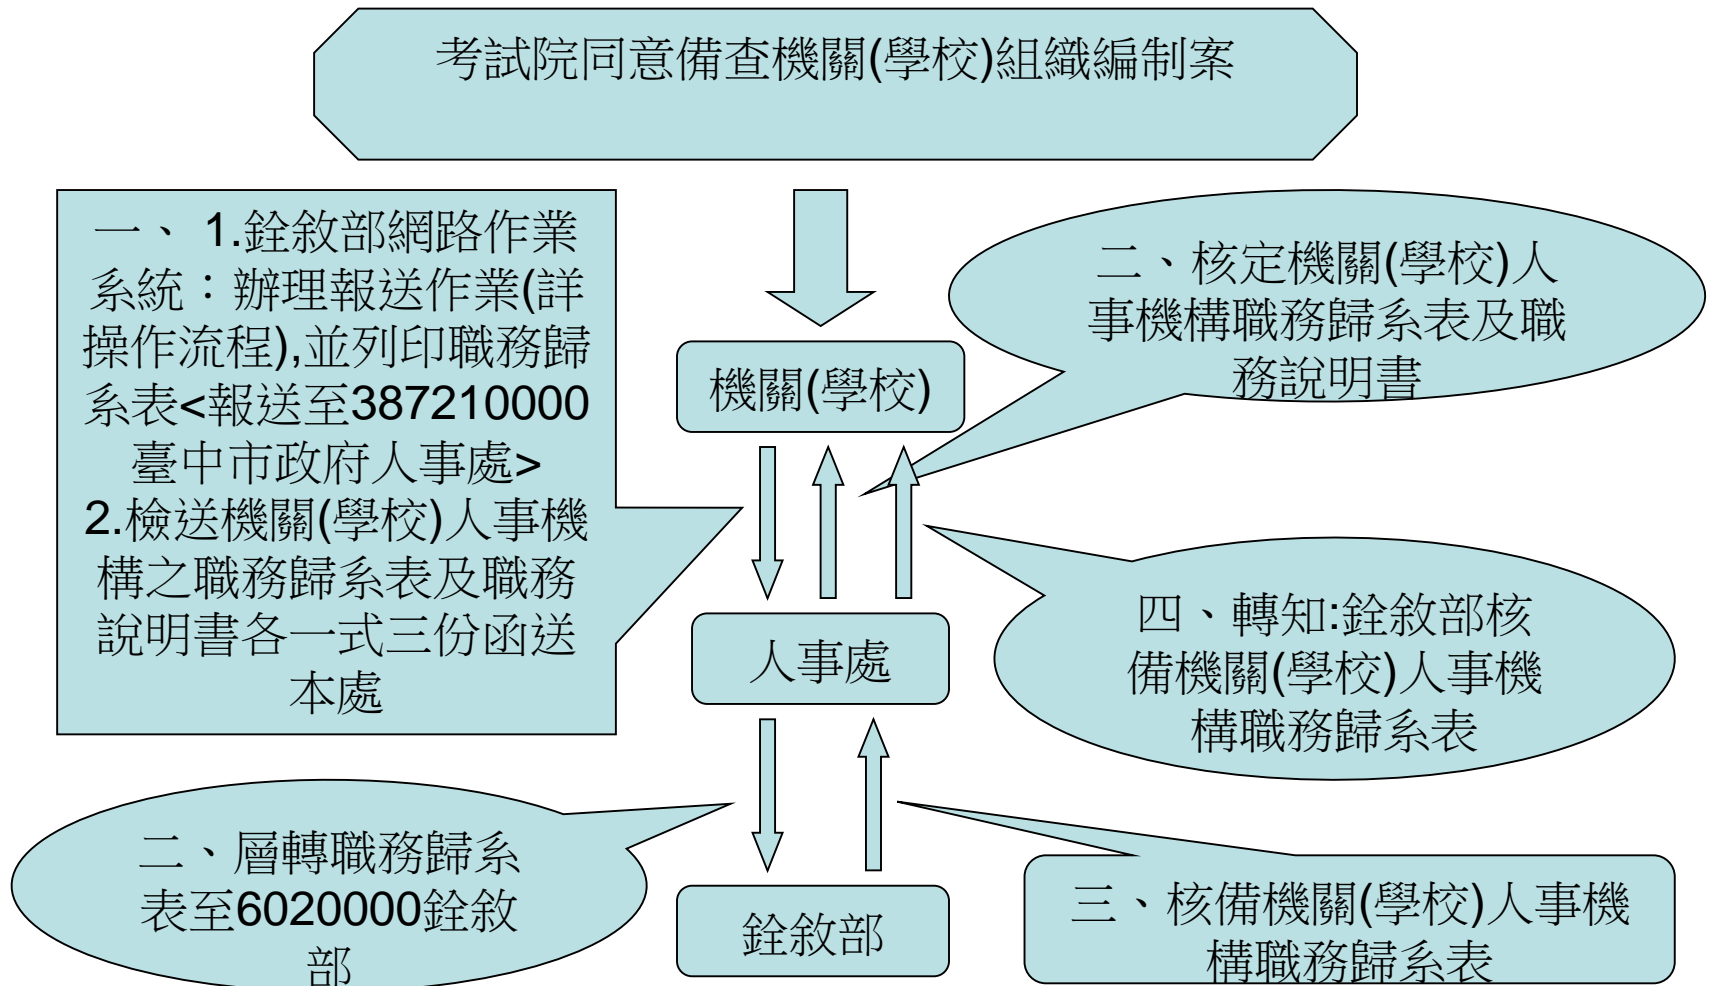 考試院同意備查機關(學校)組織編制案
一、 1.銓敘部網路作業
系統：辦理報送作業(詳
操作流程),並列印職務歸
系表<報送至387210000
臺中市政府人事處>
2.檢送機關(學校)人事機
構之職務歸系表及職務
說明書各一式三份函送
本處
二、核定機關(學校)人
事機構職務歸系表及職
務說明書
機關(學校)
四、轉知:銓敘部核
備機關(學校)人事機
構職務歸系表
人事處
二、層轉職務歸系
表至6020000銓敘
部
銓敘部
三、核備機關(學校)人事機
構職務歸系表